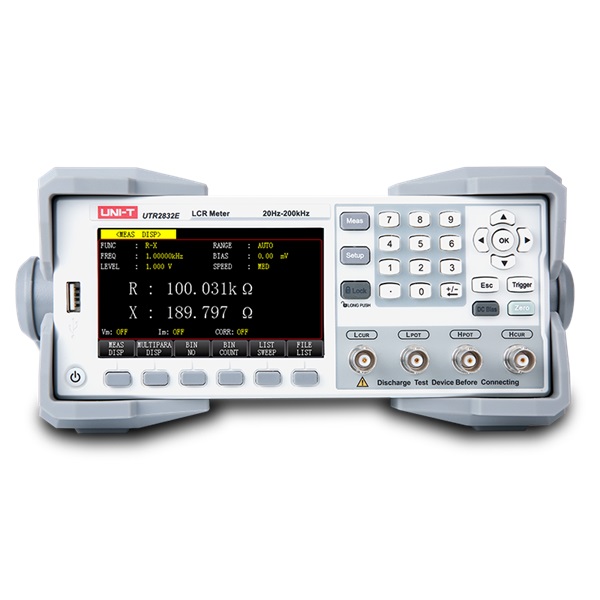 UNI-T UTR2832E LCR Meter 20Hz-200kHz
<MEAS DISP>
FUNC : R-X RANGE : AUTO
FREQ : 1.00000kHz BIAS : 0.00 mV
LEVEL : 1.000 V SPEED : MED
R : 100.031k Ω
X : 189.797 Ω
Vm: OFF Im: OFF CORR: OFF
MEAS DISP
MULTIPARA DISP
BIN NO
BIN COUNT
LIST SWEEP
FILE LIST
Meas 7 8 9
4 5 6
Setup 1 2 3
Lock . 0 +/-
LONG PUSH
OK
Esc Trigger
DC Bias Zero
LCUR LPOT HPOT HCUR
Discharge Test Device Before Connecting